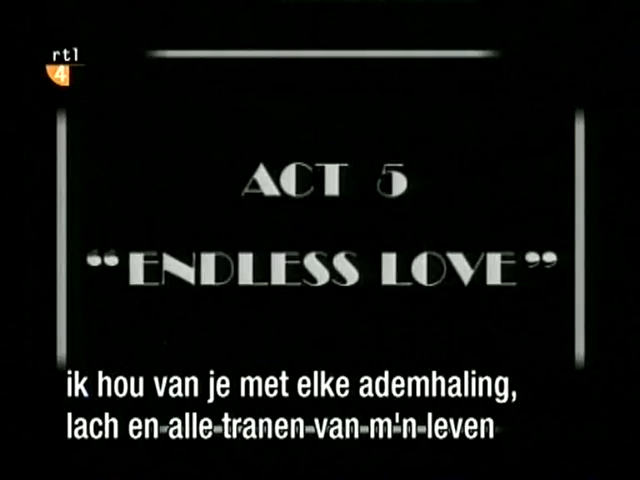 rtl
4
ACT 5
“ENDLESS LOVE”
ik hou van je met elke ademhaling,
lach en alle tranen van m'n leven